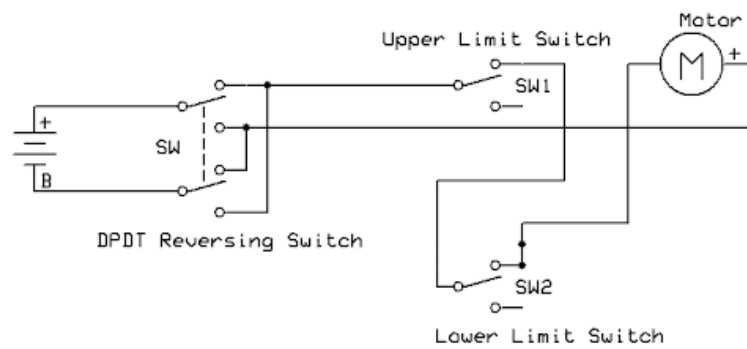 Motor
Upper Limit Switch
+
M
SW1
+
SW
B
DPDT Reversing Switch
SW2
Lower Limit Switch